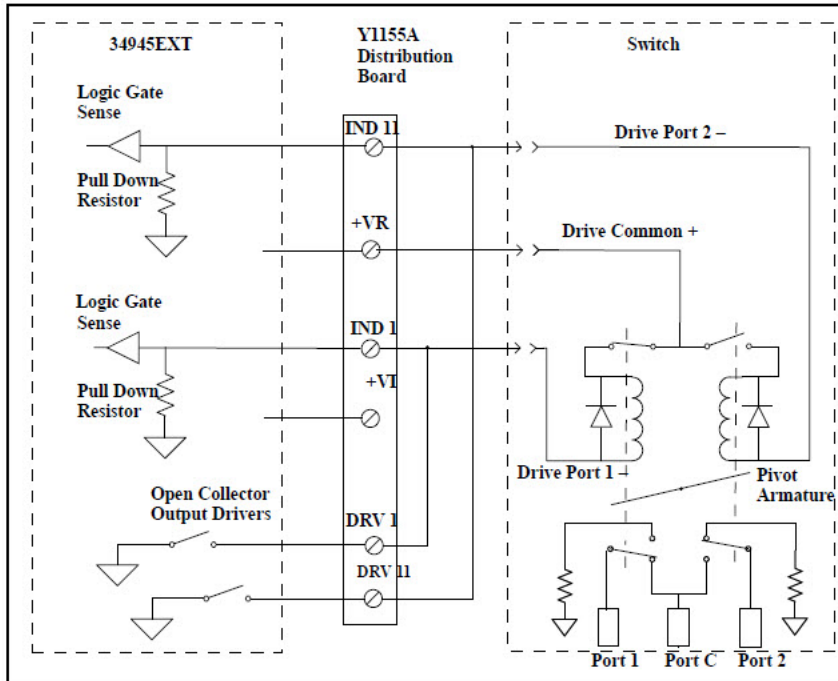 34945EXT
Y1155A
Distribution
Board
Switch
Logic Gate
Sense
IND 11
Drive Port 2 –
Pull Down
Resistor
+VR
Drive Common +
Logic Gate
Sense
IND 1
+VI
Pull Down
Resistor
Drive Port 1 –
Pivot
Armature
Open Collector
Output Drivers
DRV 1
DRV 11
Port 1
Port C
Port 2